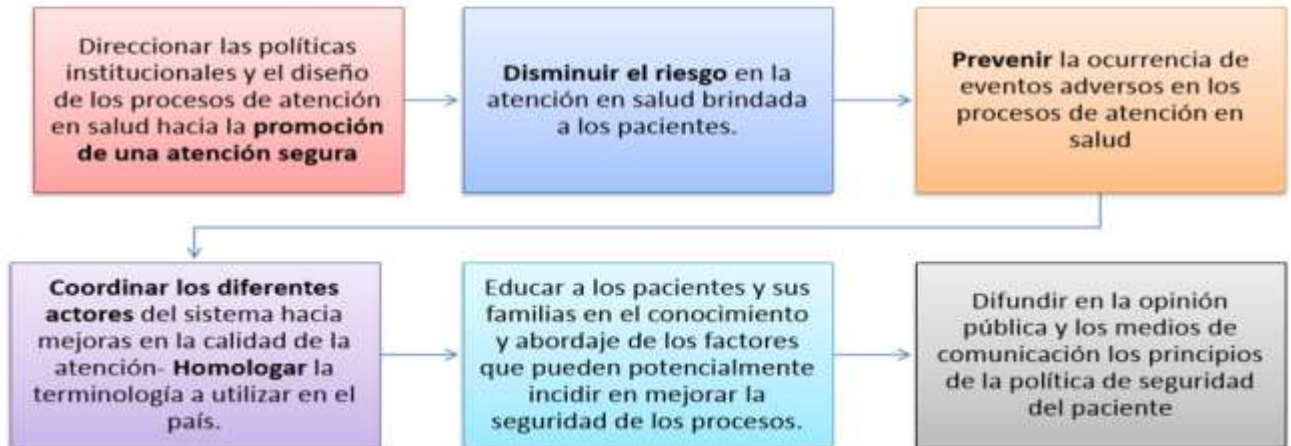 Direccionar las políticas
institucionales y el diseño
de los procesos de atención
en salud hacia la promoción
de una atención segura
Disminuir el riesgo en la
atención en salud brindada
a los pacientes.
Prevenir la ocurrencia de
eventos adversos en los
procesos de atención en
salud
Coordinar los diferentes
actores del sistema hacia
mejoras en la calidad de la
atención- Homologar la
terminología a utilizar en el
país.
Educar a los pacientes y sus
familias en el conocimiento
y abordaje de los factores
que pueden potencialmente
incidir en mejorar la
seguridad de los procesos.
Difundir en la opinión
pública y los medios de
comunicación los principios
de la política de seguridad
del paciente